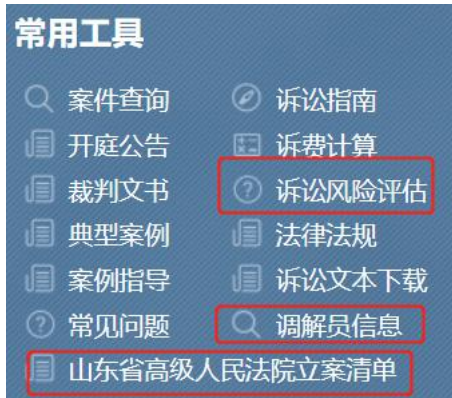 常用工具
案件查询 诉讼指南
开庭公告 诉费计算
裁判文书 诉讼风险评估
典型案例 法律法规
案例指导 诉讼文本下载
常见问题 调解员信息
山东省高级人民法院立案清单